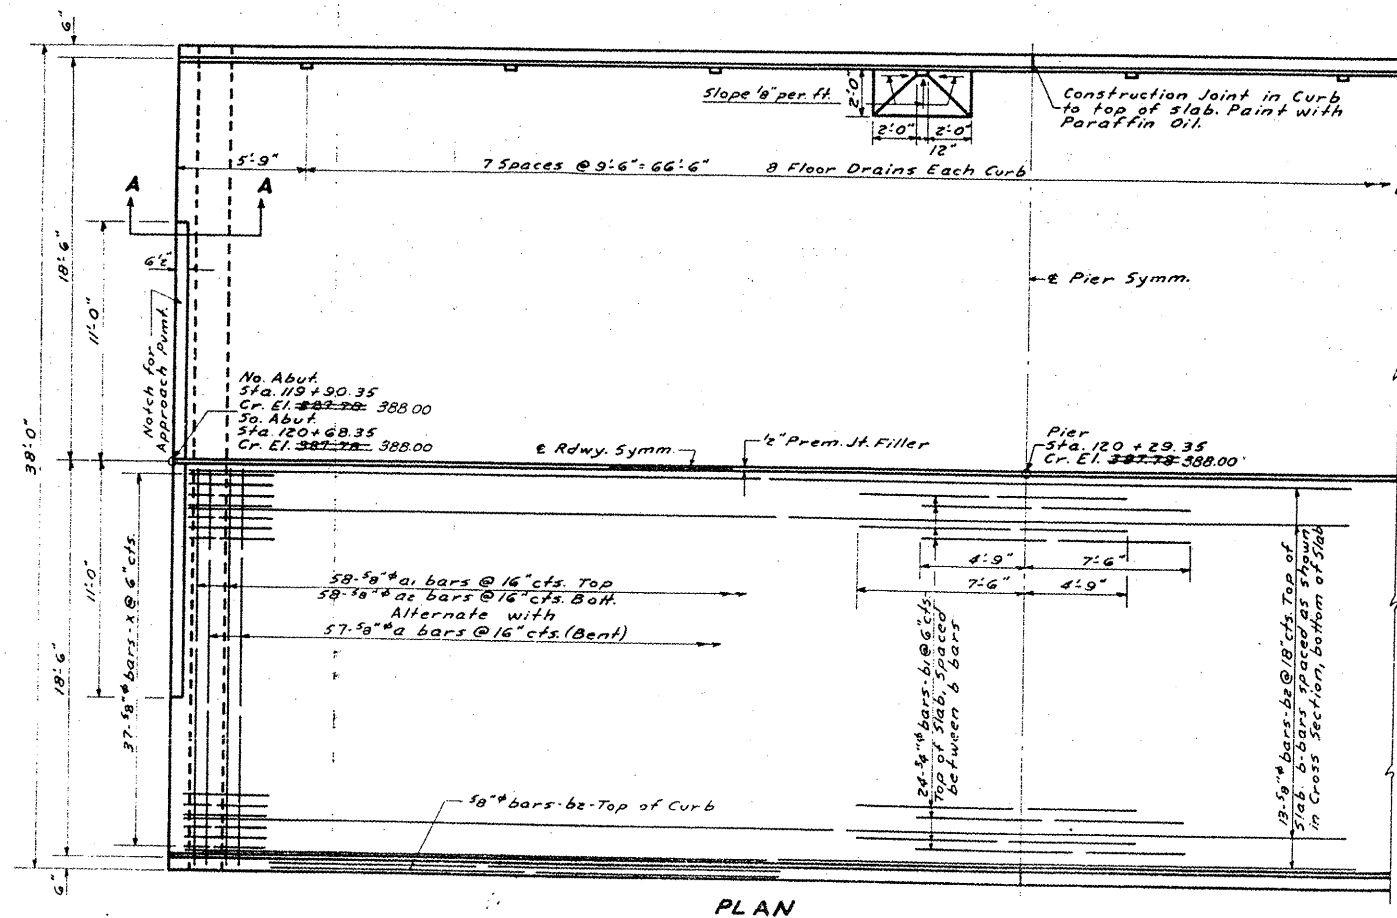 6"
Slope 1/8" per. ft.
2'-0"
2'-0"
2'-0"
12"
Construction Joint in Curb
to top of slab. Paint with
Paraffin Oil.
5'-9"
7 Spaces @ 9'-6" = 66'-6"
8 Floor Drains Each Curb
A
A
18'-6"
11'-0"
6 1/2"
℄ Pier Symm.
Notch for
Approach Pvmt.
No. Abut.
Sta. 119 + 90.35
Cr. El. 387.78 388.00
So. Abut.
Sta. 120 + 68.35
Cr. El. 387.78 388.00
38'-0"
℄ Rdwy. Symm.
1/2" Prem. Jt. Filler
Pier
Sta. 120 + 29.35
Cr. El. 387.78 388.00
4'-9"
7'-6"
7'-6"
4'-9"
11'-0"
18'-6"
37-5/8"ϕ bars-x @ 6" cts.
58-5/8"ϕ a1 bars @ 16" cts. Top
58-5/8"ϕ a2 bars @ 16" cts. Bott.
Alternate with
57-5/8"ϕ a bars @ 16" cts. (Bent)
24-3/4"ϕ bars-b1 @ 6" cts.
Top of Slab, spaced
between b bars
13-5/8"ϕ bars-b2 @ 18" cts. Top of
Slab. b-bars spaced as shown
in Cross Section, bottom of Slab
5/8"ϕ bars-b2-Top of Curb
6"
PLAN